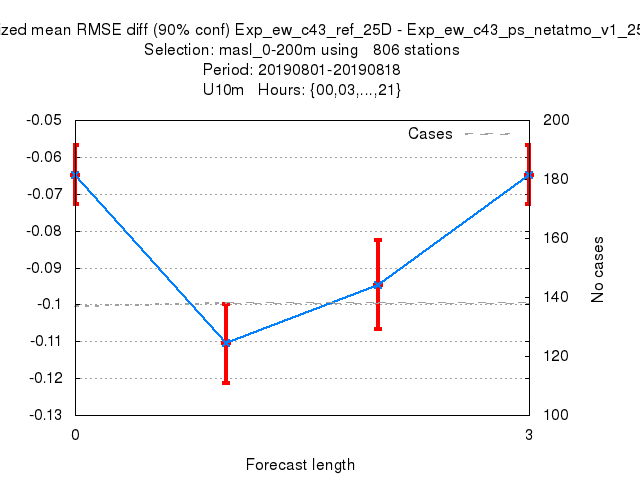 ized mean RMSE diff (90% conf) Exp_ew_c43_ref_25D - Exp_ew_c43_ps_netatmo_v1_25
Selection: masl_0-200m using 806 stations
Period: 20190801-20190818
U10m Hours: {00,03,...,21}
-0.05 200
Cases
-0.06
-0.07 180
-0.08 160
-0.09
-0.1 140
-0.11
-0.12 120
-0.13 100
No cases
0 3
Forecast length